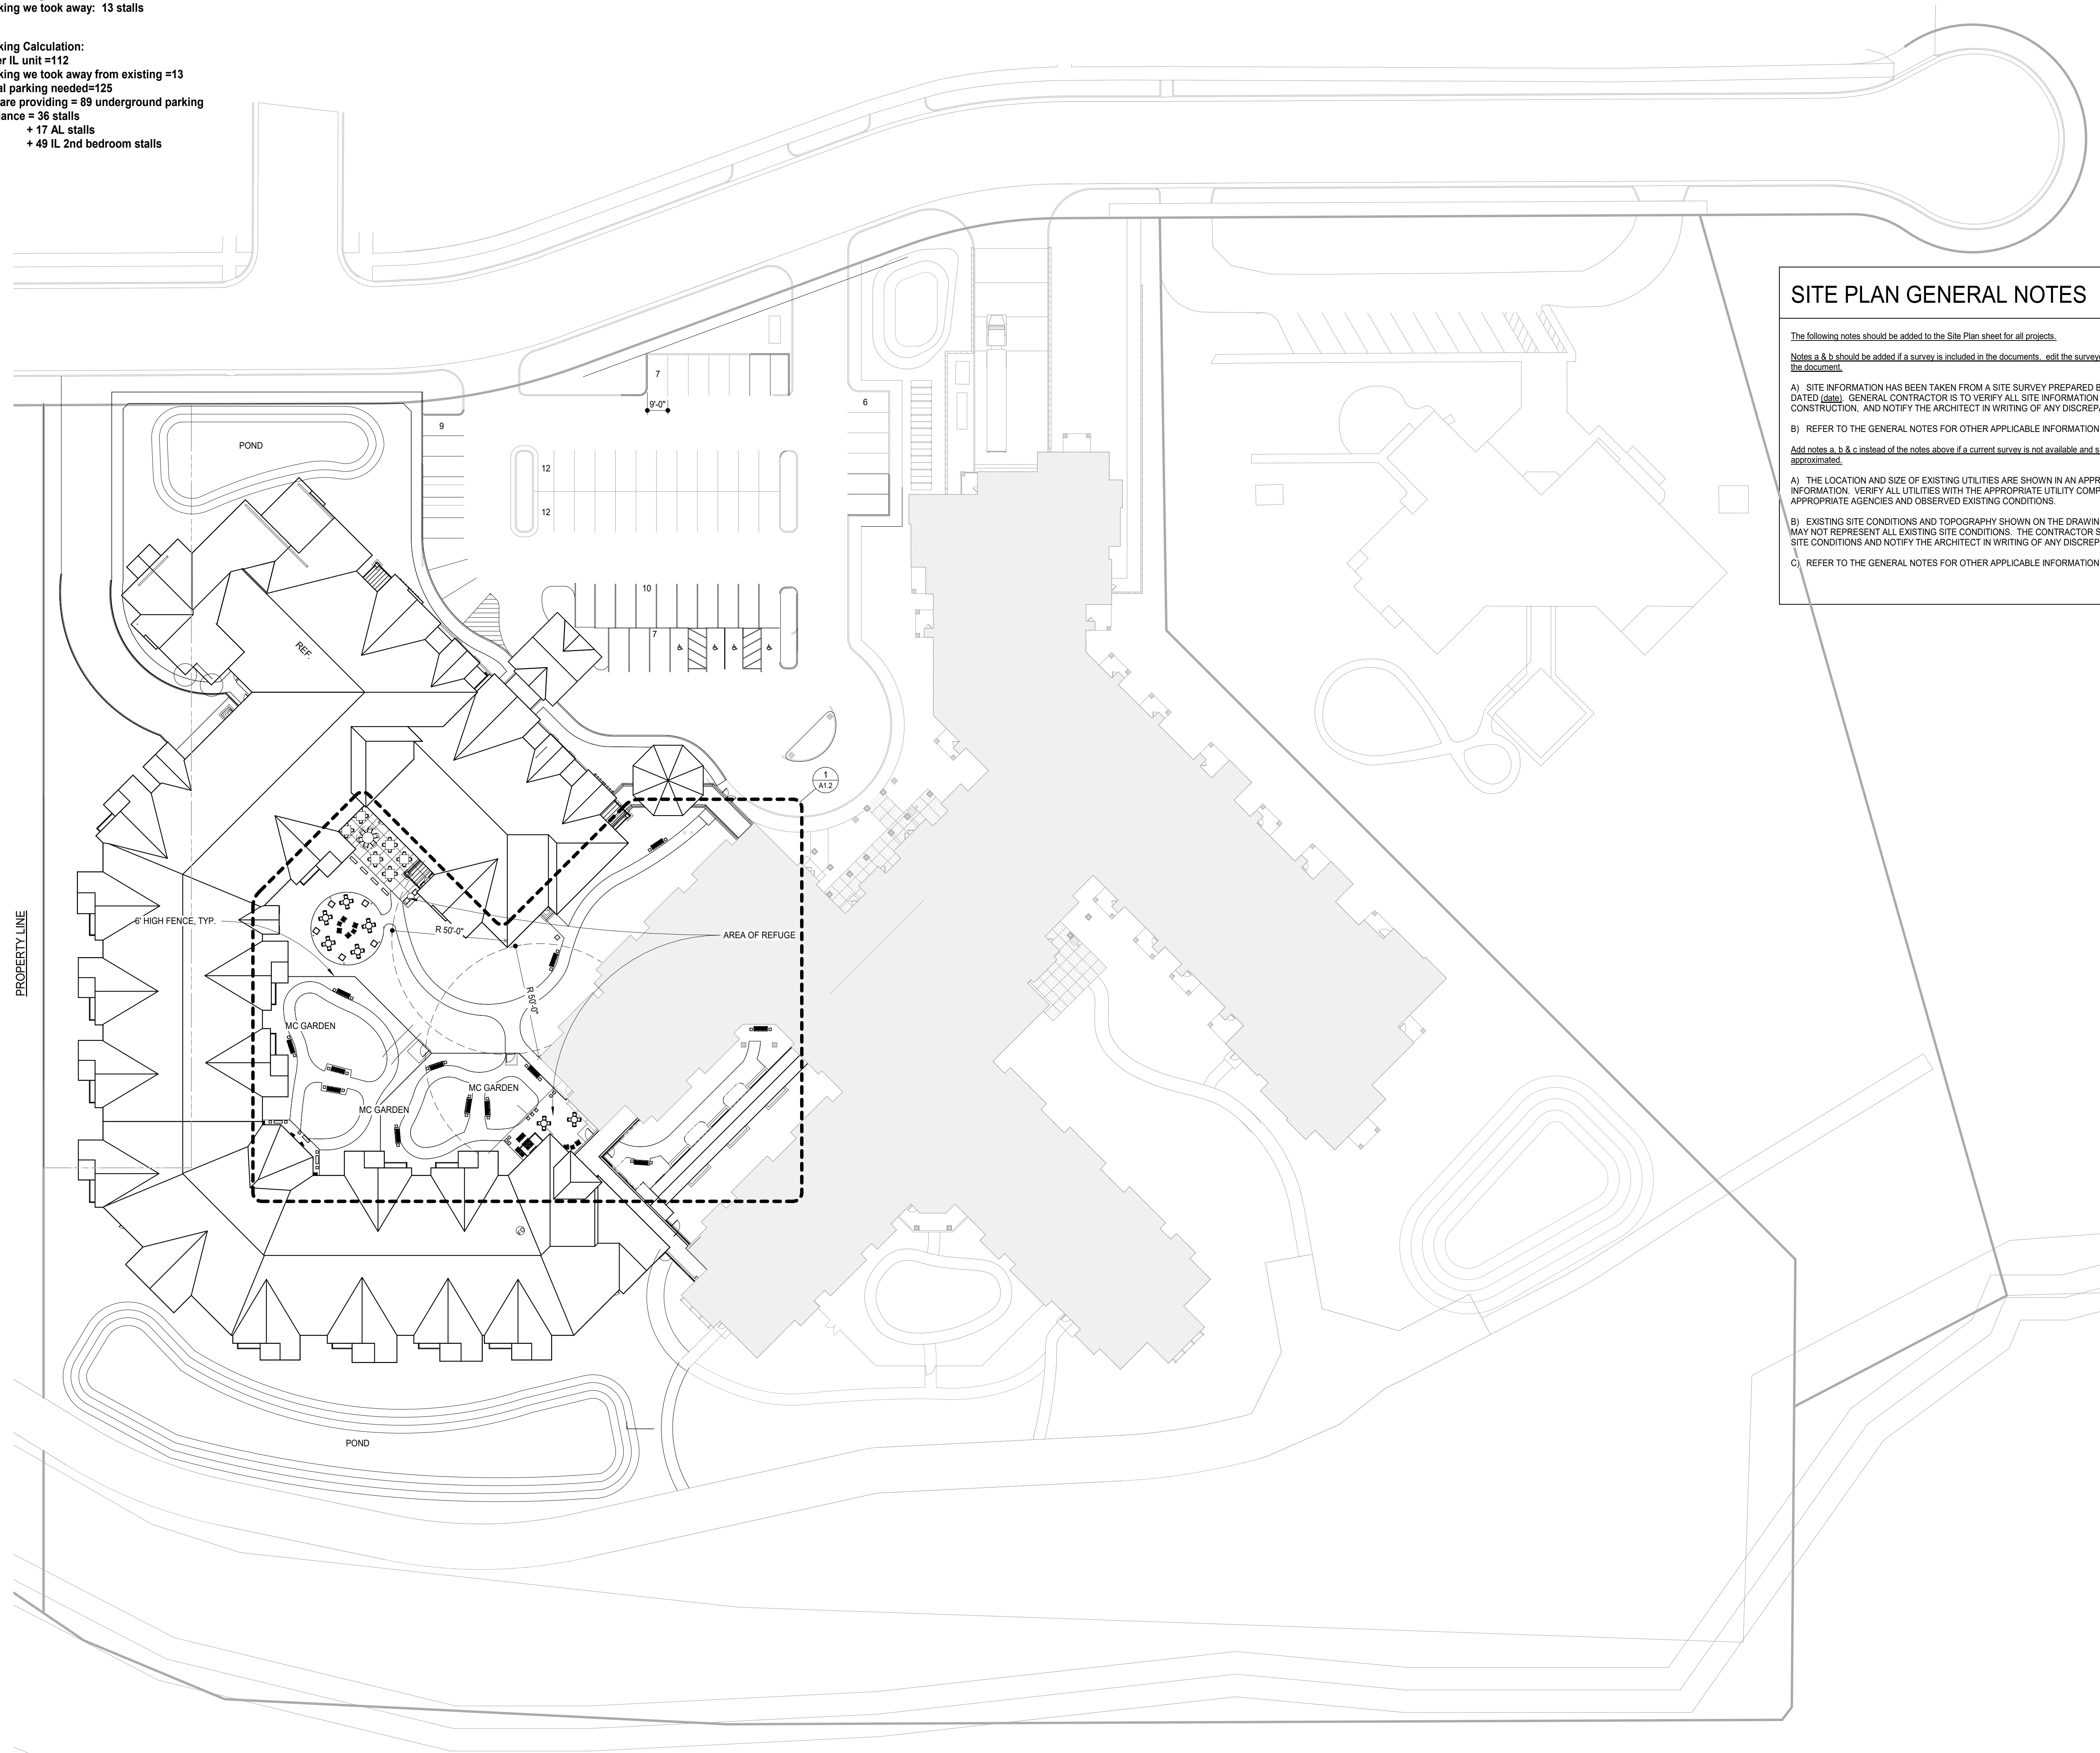 king we took away: 13 stalls
king Calculation:
er IL unit =112
king we took away from existing =13
al parking needed=125
are providing = 89 underground parking
iance = 36 stalls
+ 17 AL stalls
+ 49 IL 2nd bedroom stalls
SITE PLAN GENERAL NOTES
The following notes should be added to the Site Plan sheet for all projects.
Notes a & b should be added if a survey is included in the documents. edit the surveyo
the document.
A) SITE INFORMATION HAS BEEN TAKEN FROM A SITE SURVEY PREPARED B
DATED (date). GENERAL CONTRACTOR IS TO VERIFY ALL SITE INFORMATION
CONSTRUCTION, AND NOTIFY THE ARCHITECT IN WRITING OF ANY DISCREPA
B) REFER TO THE GENERAL NOTES FOR OTHER APPLICABLE INFORMATION.
Add notes a, b & c instead of the notes above if a current survey is not available and s
approximated.
A) THE LOCATION AND SIZE OF EXISTING UTILITIES ARE SHOWN IN AN APPR
INFORMATION. VERIFY ALL UTILITIES WITH THE APPROPRIATE UTILITY COMP
APPROPRIATE AGENCIES AND OBSERVED EXISTING CONDITIONS.
B) EXISTING SITE CONDITIONS AND TOPOGRAPHY SHOWN ON THE DRAWIN
MAY NOT REPRESENT ALL EXISTING SITE CONDITIONS. THE CONTRACTOR S
SITE CONDITIONS AND NOTIFY THE ARCHITECT IN WRITING OF ANY DISCREP
C) REFER TO THE GENERAL NOTES FOR OTHER APPLICABLE INFORMATION.
7
9'-0"
6
9
POND
12
12
10
7
REF.
1
A1.2
PROPERTY LINE
6' HIGH FENCE, TYP.
R 50'-0"
AREA OF REFUGE
R 50'-0"
MC GARDEN
MC GARDEN
MC GARDEN
POND